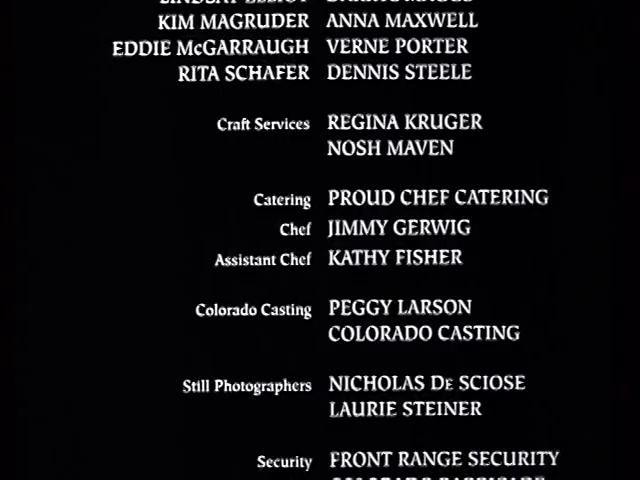 KIM MAGRUDER ANNA MAXWELL
EDDIE McGARRAUGH VERNE PORTER
RITA SCHAFER DENNIS STEELE
Craft Services REGINA KRUGER
NOSH MAVEN
Catering PROUD CHEF CATERING
Chef JIMMY GERWIG
Assistant Chef KATHY FISHER
Colorado Casting PEGGY LARSON
COLORADO CASTING
Still Photographers NICHOLAS DE SCIOSE
LAURIE STEINER
Security FRONT RANGE SECURITY